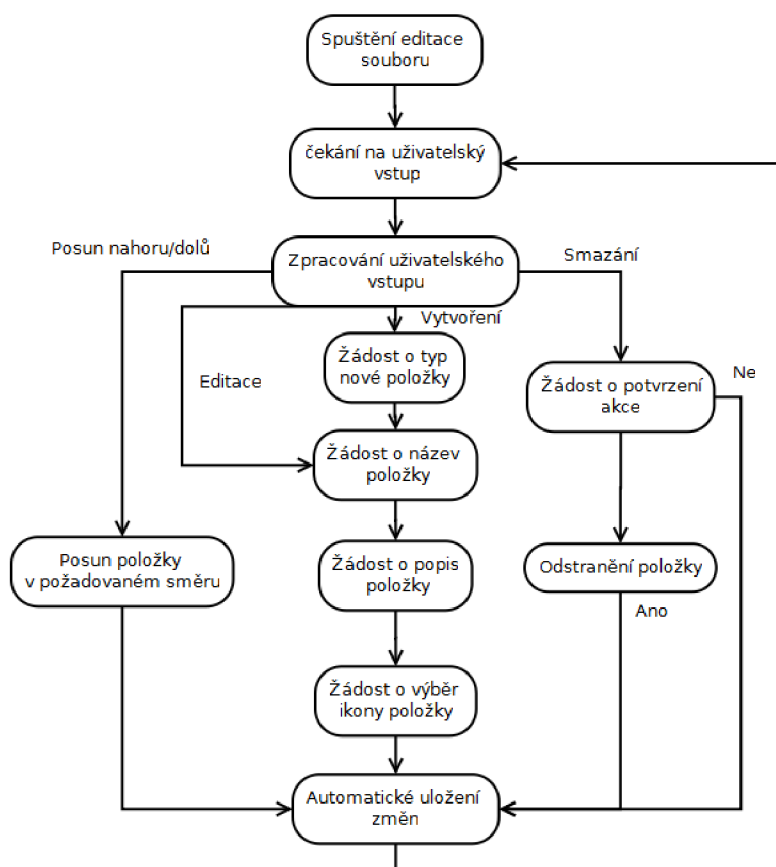 Spuštění editace
souboru
čekání na uživatelský
vstup
Posun nahoru/dolů
Zpracování uživatelského
vstupu
Smazání
Vytvoření
Editace
Žádost o typ
nové položky
Žádost o potvrzení
akce
Ne
Žádost o název
položky
Posun položky
v požadovaném směru
Žádost o popis
položky
Odstranění položky
Ano
Žádost o výběr
ikony položky
Automatické uložení
změn